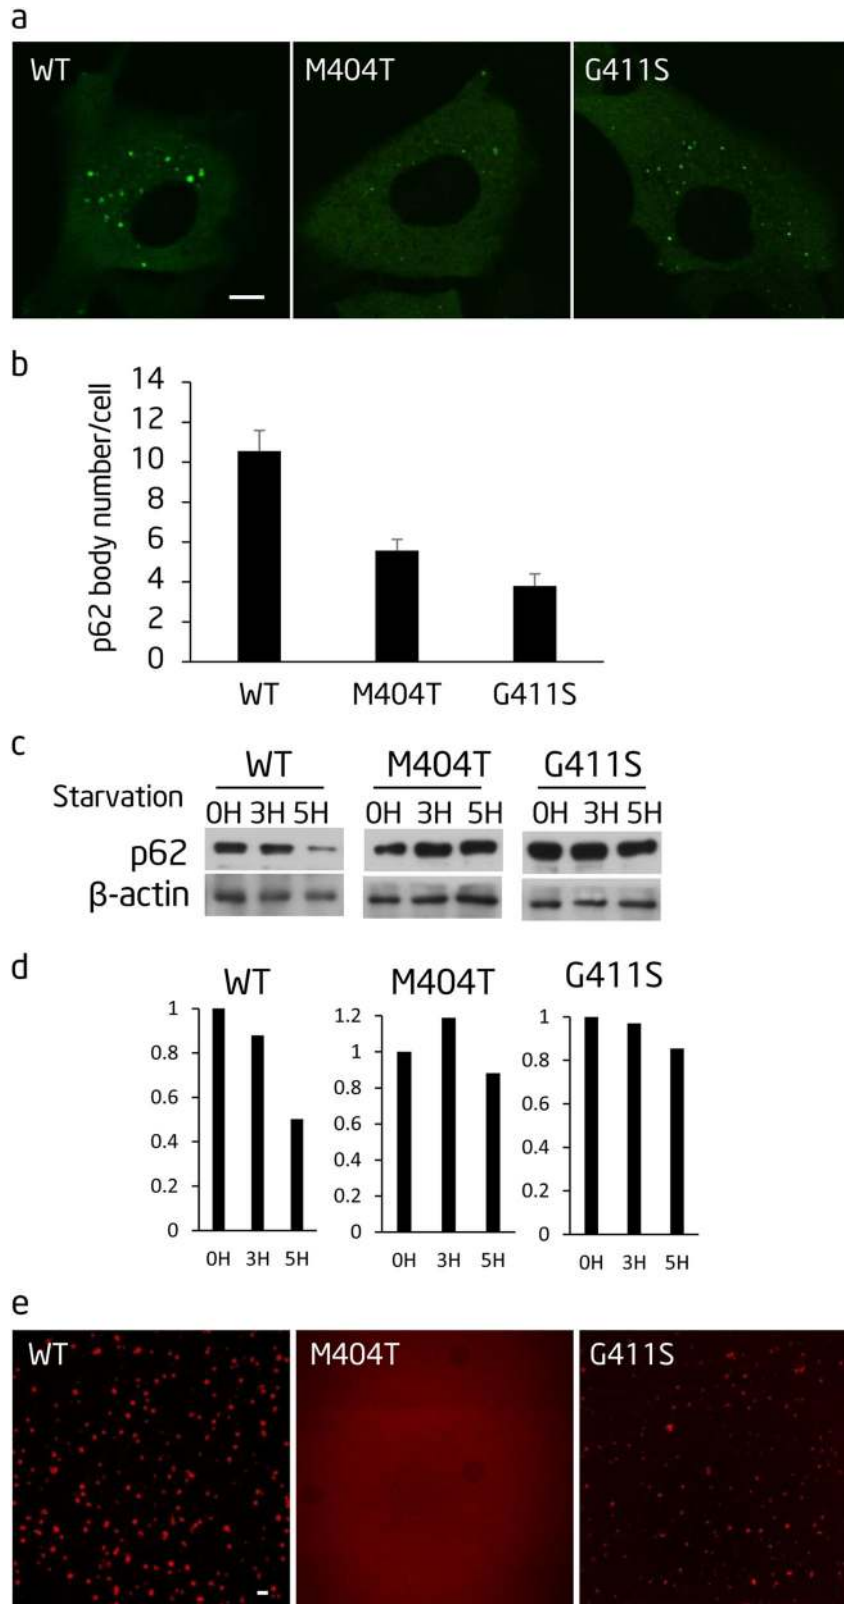 a
WT M404T G411S
b
p62 body number/cell
14
12
10
8
6
4
2
0
WT M404T G411S
c
WT M404T G411S
Starvation
0H 3H 5H 0H 3H 5H 0H 3H 5H
p62
β-actin
d
WT M404T G411S
1
0.8
0.6
0.4
0.2
0
0H 3H 5H
1.2
1
0.8
0.6
0.4
0.2
0
0H 3H 5H
1
0.8
0.6
0.4
0.2
0
0H 3H 5H
e
WT M404T G411S